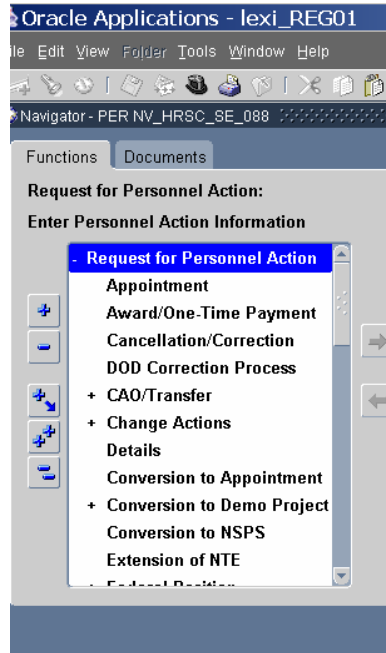 Oracle Applications - lexi_REG01
ile Edit View Folder Tools Window Help
Navigator - PER NV_HRSC_SE_088
Functions Documents
Request for Personnel Action:
Enter Personnel Action Information
- Request for Personnel Action
Appointment
Award/One-Time Payment
Cancellation/Correction
DOD Correction Process
+ CAO/Transfer
+ Change Actions
Details
Conversion to Appointment
+ Conversion to Demo Project
Conversion to NSPS
Extension of NTE
+ Federal Position